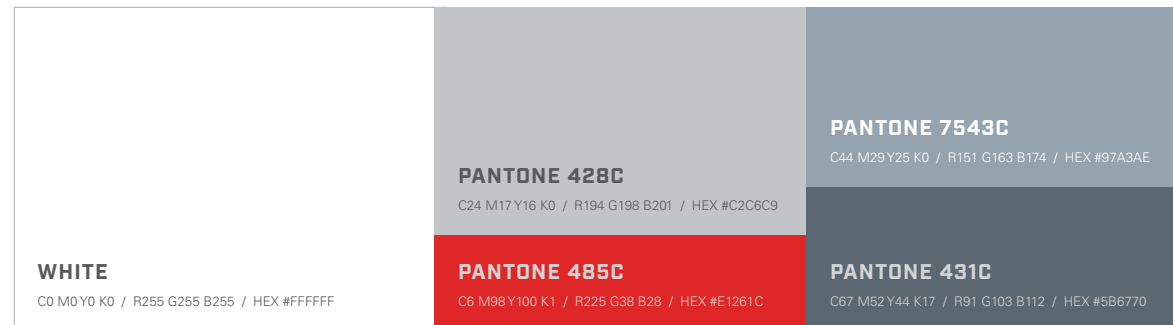 WHITE
C0 M0 Y0 K0 / R255 G255 B255 / HEX #FFFFFF
PANTONE 428C
C24 M17 Y16 K0 / R194 G198 B201 / HEX #C2C6C9
PANTONE 485C
C6 M98 Y100 K1 / R225 G38 B28 / HEX #E1261C
PANTONE 7543C
C44 M29 Y25 K0 / R151 G163 B174 / HEX #97A3AE
PANTONE 431C
C67 M52 Y44 K17 / R91 G103 B112 / HEX #5B6770